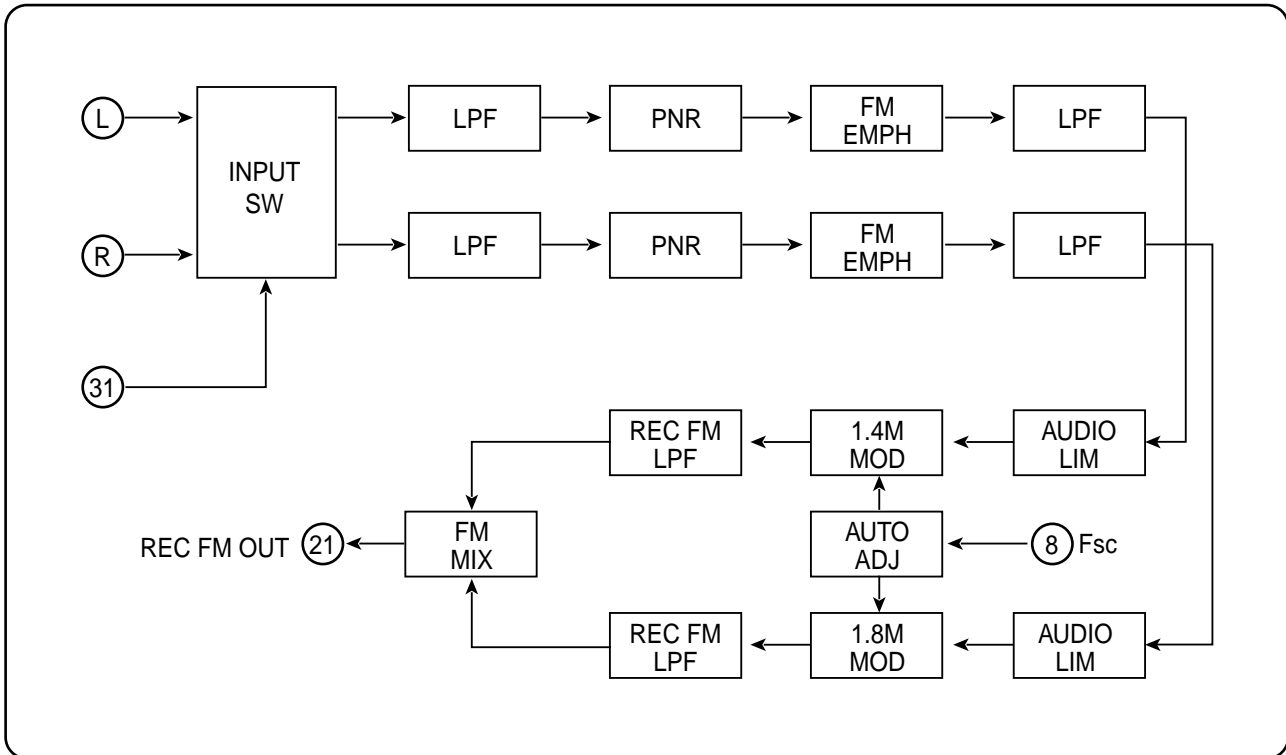 L
INPUT
SW
LPF
PNR
FM
EMPH
LPF
R
LPF
PNR
FM
EMPH
LPF
31
REC FM
LPF
1.4M
MOD
AUDIO
LIM
REC FM OUT
21
FM
MIX
AUTO
ADJ
8
Fsc
REC FM
LPF
1.8M
MOD
AUDIO
LIM